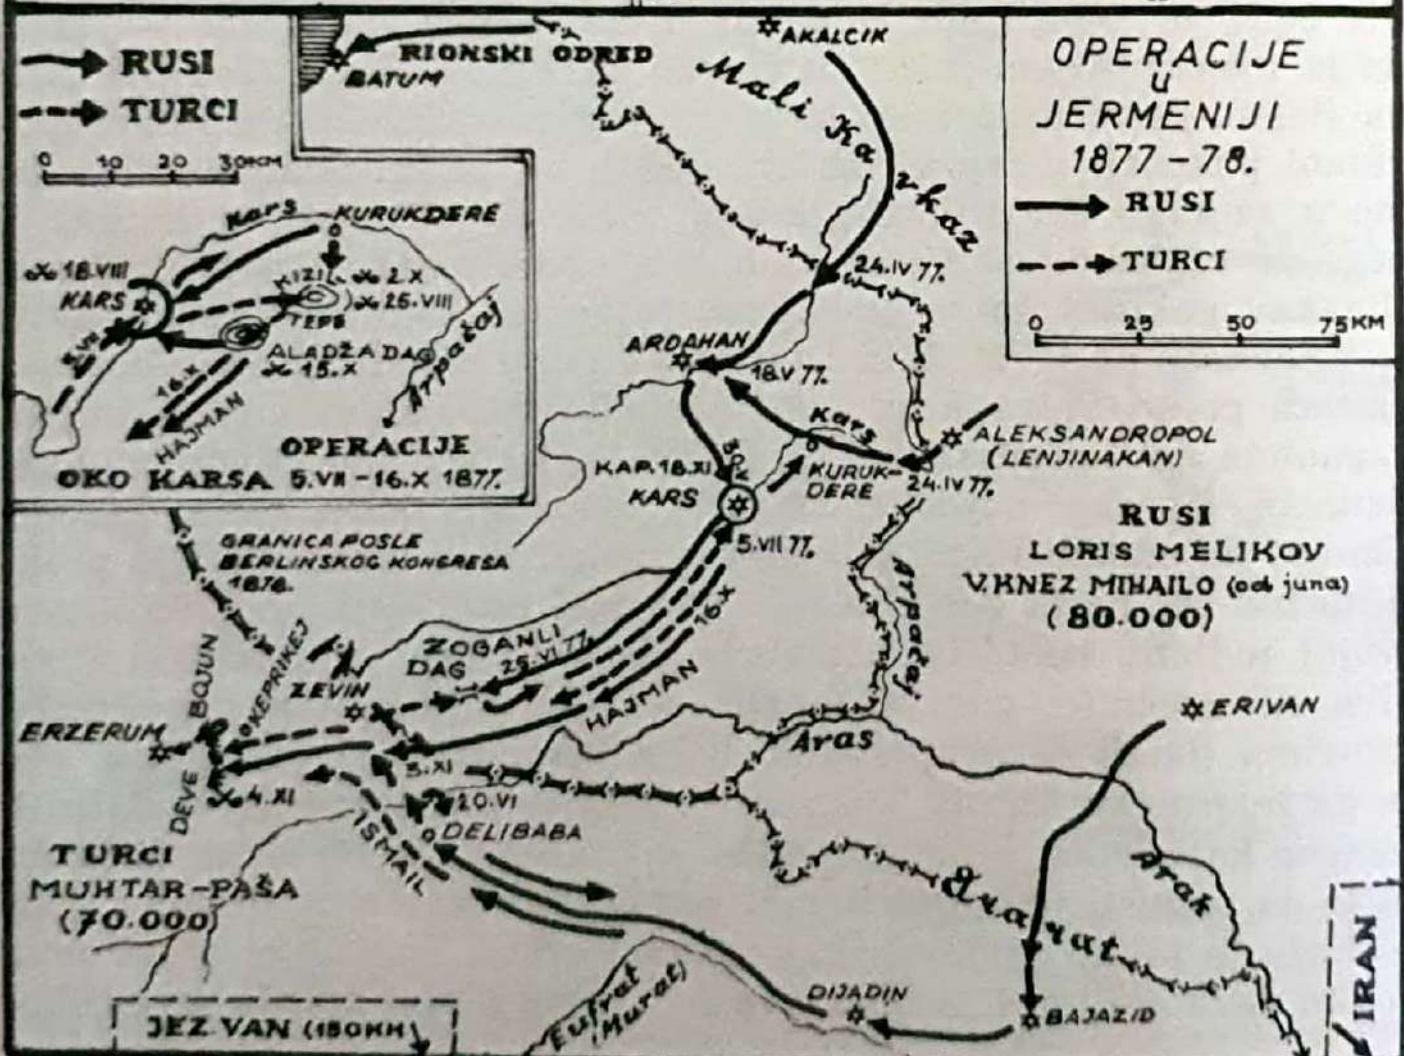 RUSI
TURCI
0 10 20 30KM
RIONSKI ODRED
BATUM
AKALCIK
Mali Kavkaz
OPERACIJE
U
JERMENIJI
1877-78.
RUSI
TURCI
0 25 50 75KM
Kars
KURUKDERE
18.VIII
KARS
KIZIL
TEPE
2.X
25.VIII
ALADŽA DAG
15.X
Arpačaj
16.X
HAJMAN
OPERACIJE
OKO KARSA 5.VII-16.X 1877.
24.IV 77.
ARDAHAN
18.V 77.
Kars
KAP. 18.XI
KARS
KURUK-
DERE
ALEKSANDROPOL
(LENJINAKAN)
24.IV 77.
5.VII 77.
GRANICA POSLE
BERLINSKOG KONGRESA
1878.
RUSI
LORIS MELIKOV
V.KNEZ MIHAILO (od juna)
(80.000)
Arpačaj
16.X
ZOGANLI
DAG
25.VI 77.
HAJMAN
KEPRIKEJ
ZEVIN
ERZERUM
DEVE BOJUN
4.XI
3.XI
20.VI
DELIBABA
ISMAIL
Aras
ERIVAN
TURCI
MUHTAR-PAŠA
(70.000)
Ararat
Arak
DIJADIN
BAJAZID
Eufrat
(Murat)
JEZ VAN (150KM)
IRAN